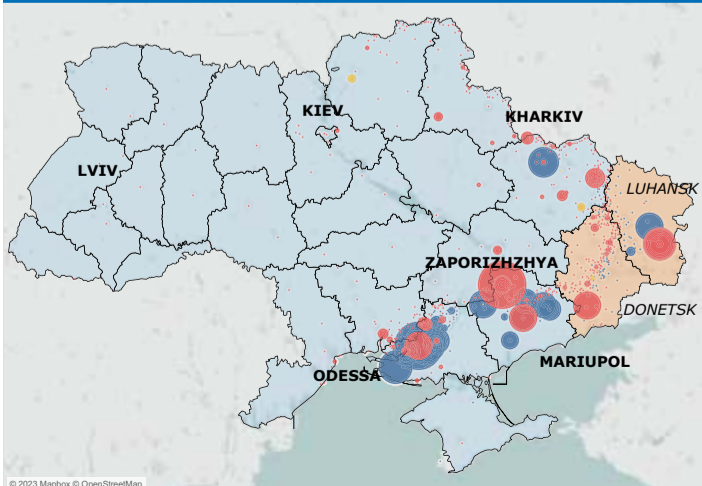 KIEV
KHARKIV
LVIV
LUHANSK
ZAPORIZHZHYA
DONETSK
MARIUPOL
ODESSA
© 2023 Mapbox © OpenStreetMap